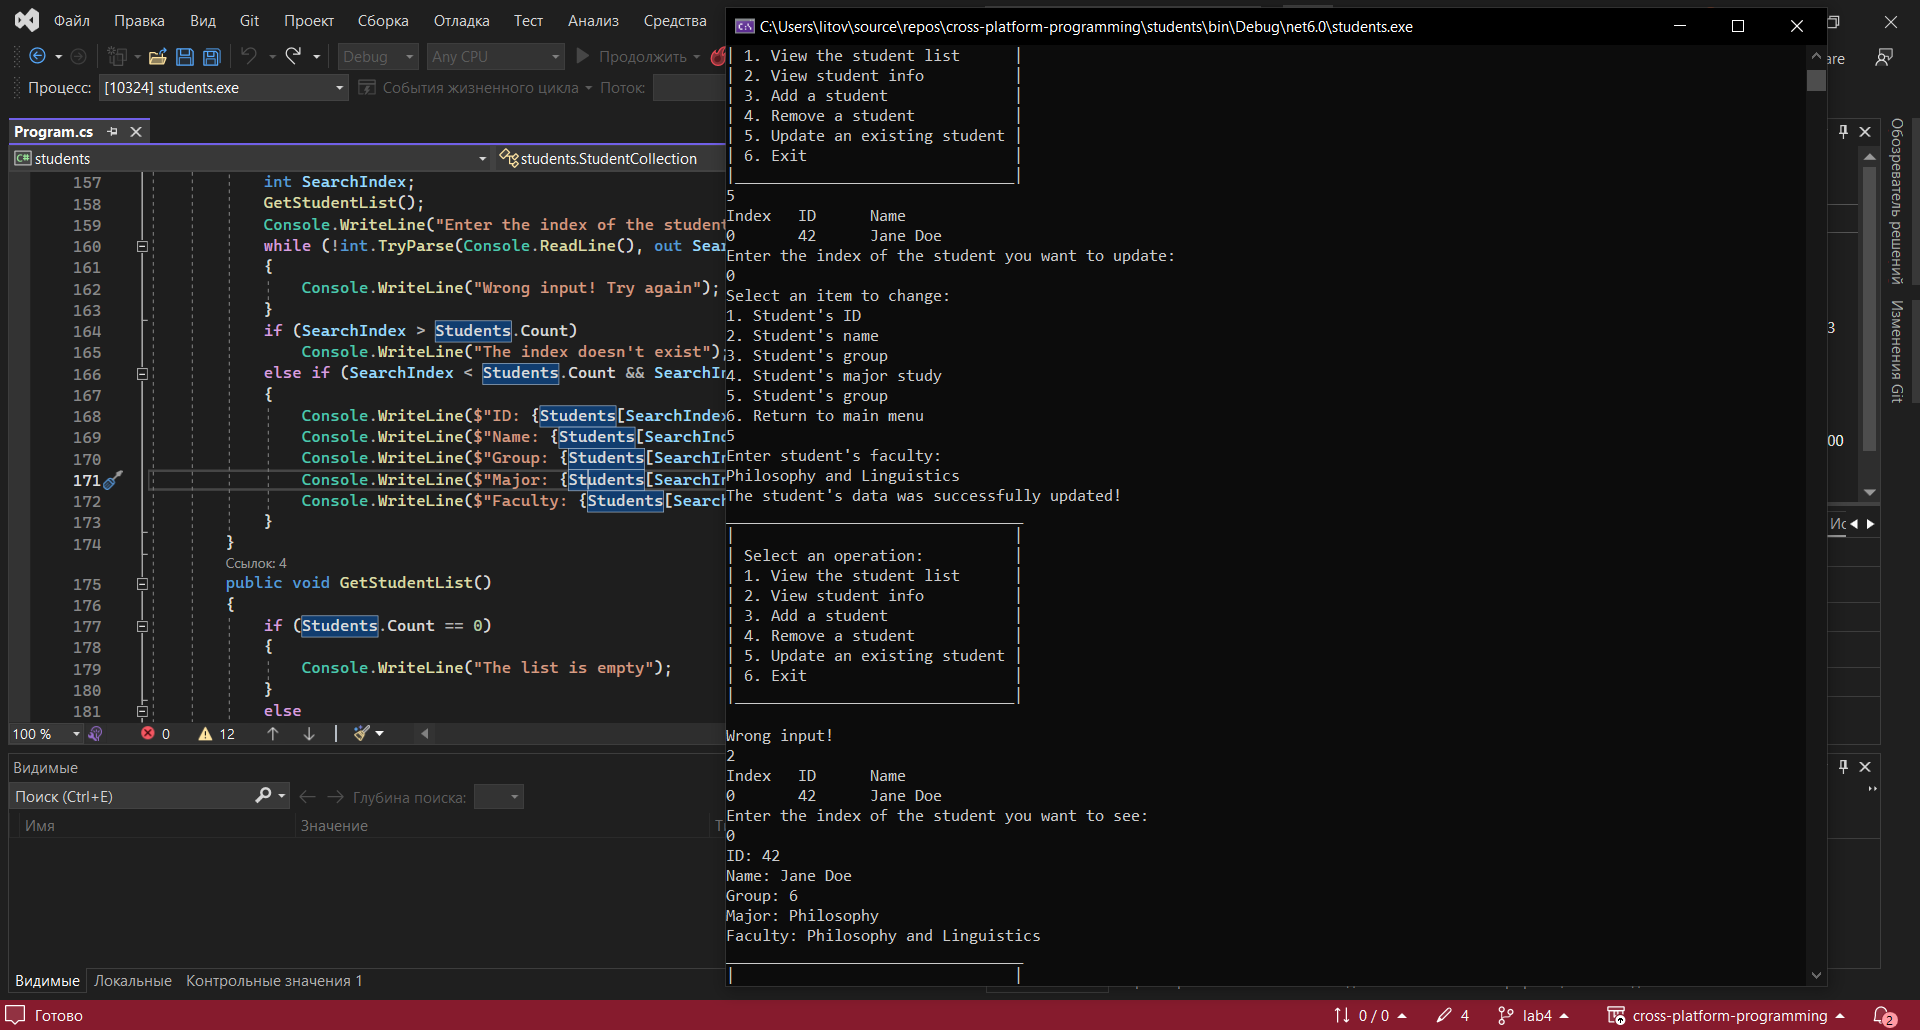 Файл Правка Вид Git Проект Сборка Отладка Тест Анализ Средства
Debug Any CPU Продолжить
Процесс: [10324] students.exe События жизненного цикла Поток:
Program.cs
C# students students.StudentCollection
157 int SearchIndex;
158 GetStudentList();
159 Console.WriteLine("Enter the index of the student
160 while (!int.TryParse(Console.ReadLine(), out Sear
161 {
162 Console.WriteLine("Wrong input! Try again");
163 }
164 if (SearchIndex > Students.Count)
165 Console.WriteLine("The index doesn't exist");
166 else if (SearchIndex < Students.Count && SearchIn
167 {
168 Console.WriteLine($"ID: {Students[SearchIndex
169 Console.WriteLine($"Name: {Students[SearchInd
170 Console.WriteLine($"Group: {Students[SearchIn
171 Console.WriteLine($"Major: {Students[SearchIn
172 Console.WriteLine($"Faculty: {Students[Search
173 }
174 }
Ссылок: 4
175 public void GetStudentList()
176 {
177 if (Students.Count == 0)
178 {
179 Console.WriteLine("The list is empty");
180 }
181 else
100 % 0 12
Видимые
Поиск (Ctrl+E) Глубина поиска:
Имя Значение
Видимые Локальные Контрольные значения 1
C:\Users\litov\source\repos\cross-platform-programming\students\bin\Debug\net6.0\students.exe
| 1. View the student list |
| 2. View student info |
| 3. Add a student |
| 4. Remove a student |
| 5. Update an existing student |
| 6. Exit |
|_______________________________|
5
Index ID Name
0 42 Jane Doe
Enter the index of the student you want to update:
0
Select an item to change:
1. Student's ID
2. Student's name
3. Student's group
4. Student's major study
5. Student's group
6. Return to main menu
5
Enter student's faculty:
Philosophy and Linguistics
The student's data was successfully updated!
_________________________________
| |
| Select an operation: |
| 1. View the student list |
| 2. View student info |
| 3. Add a student |
| 4. Remove a student |
| 5. Update an existing student |
| 6. Exit |
|_______________________________|
Wrong input!
2
Index ID Name
0 42 Jane Doe
Enter the index of the student you want to see:
0
ID: 42
Name: Jane Doe
Group: 6
Major: Philosophy
Faculty: Philosophy and Linguistics
_________________________________
| |
are
Обозреватель решений
Изменения Git
3
00
Ис
Готово 0 / 0 4 lab4 cross-platform-programming 2